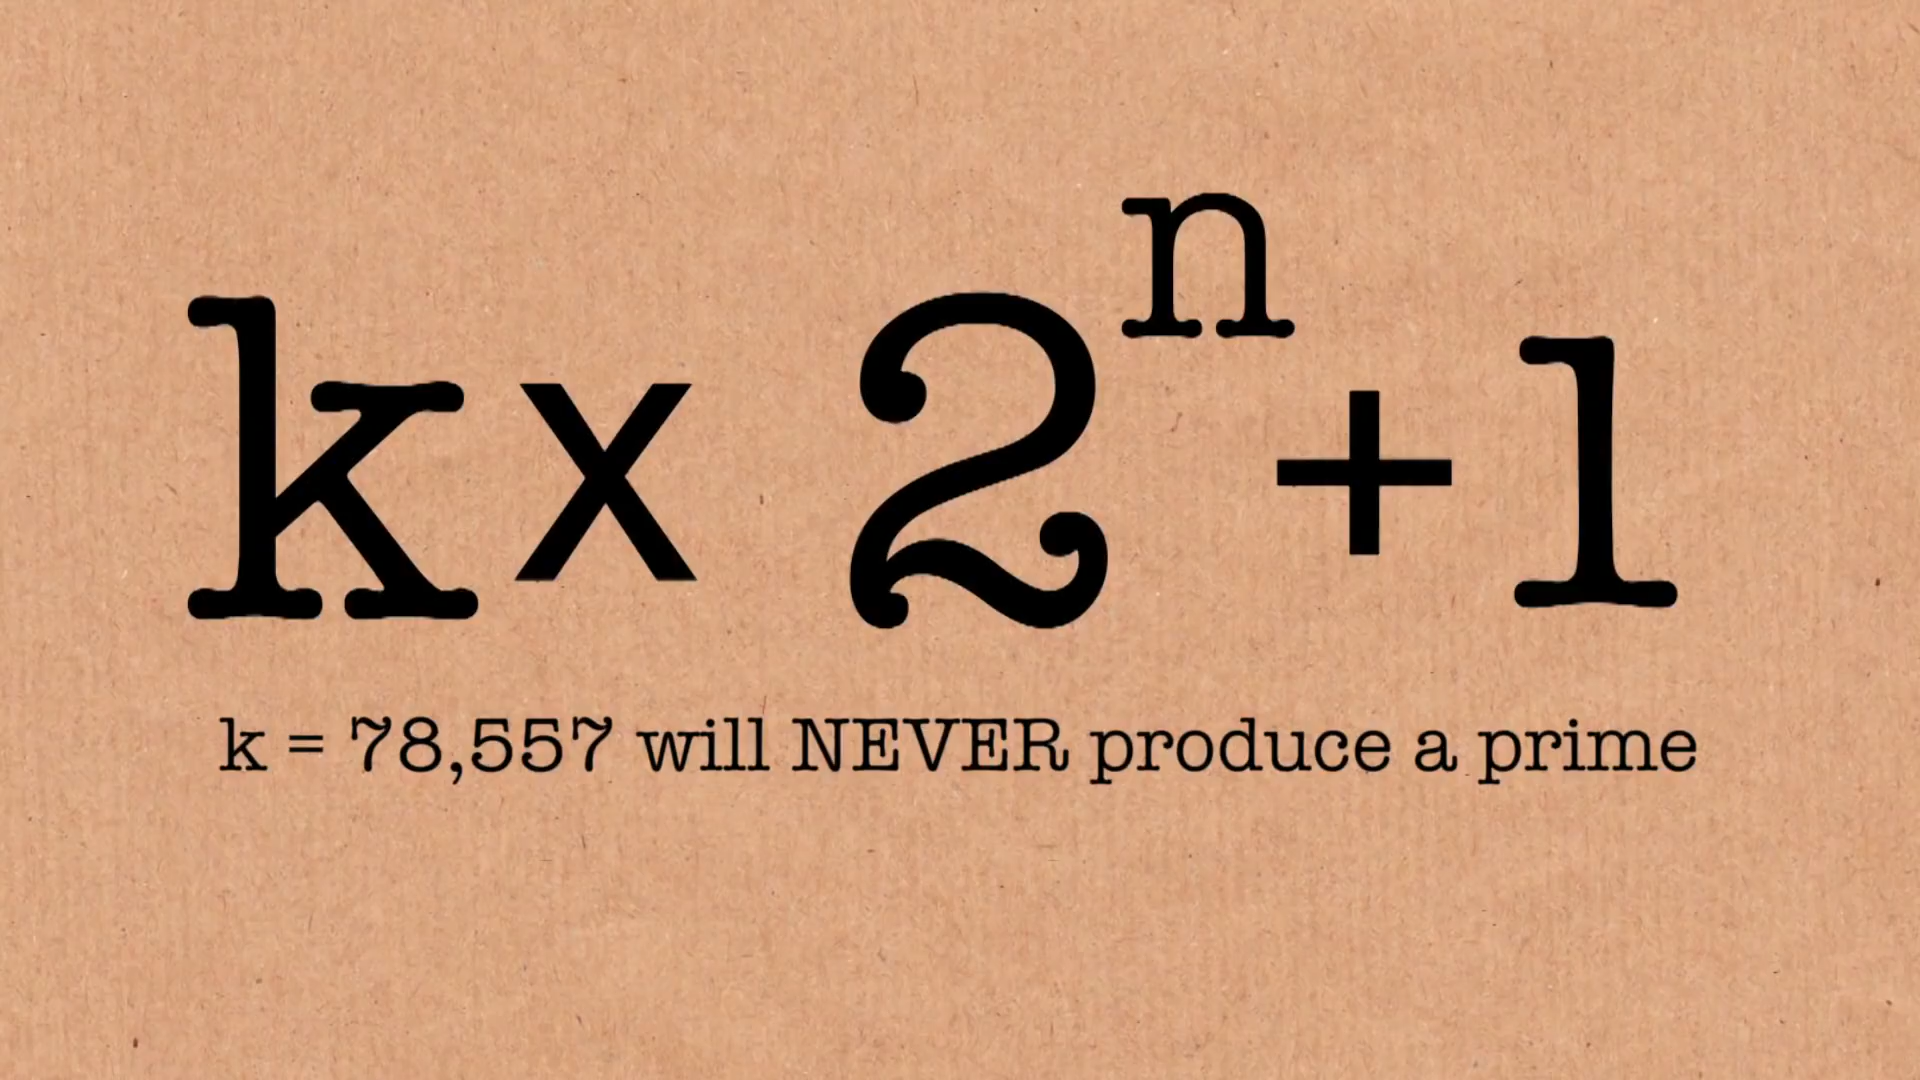 k x 2ⁿ + 1
k = 78,557 will NEVER produce a prime